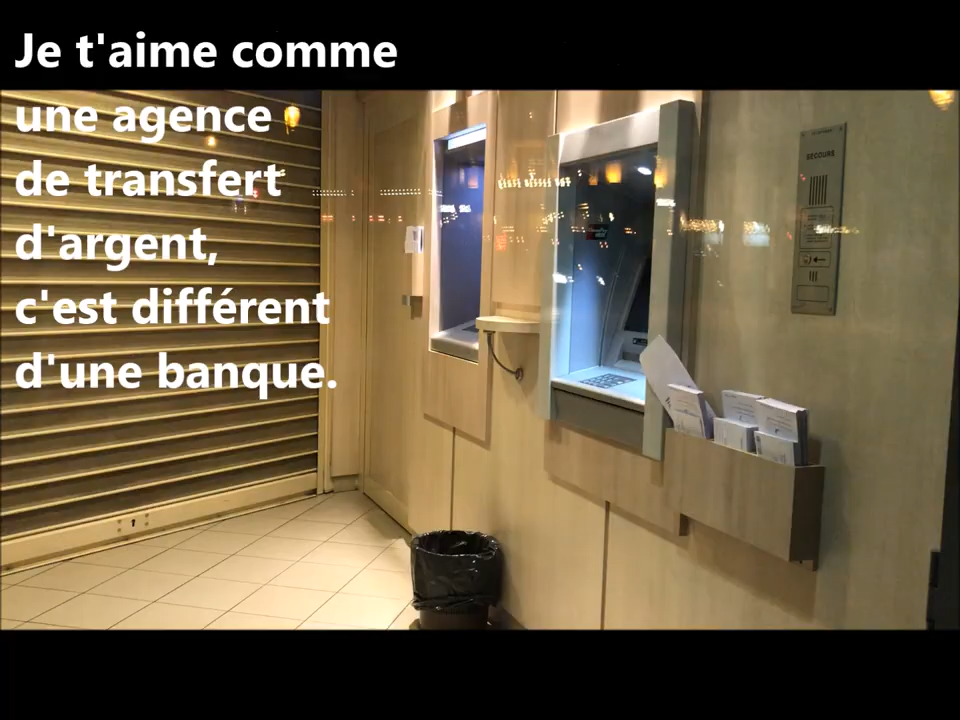 Je t'aime comme
une agence
de transfert
d'argent,
c'est différent
d'une banque.
SECOURS